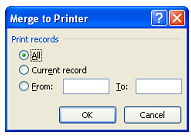 Merge to Printer
Print records
All
Current record
From: To:
OK Cancel